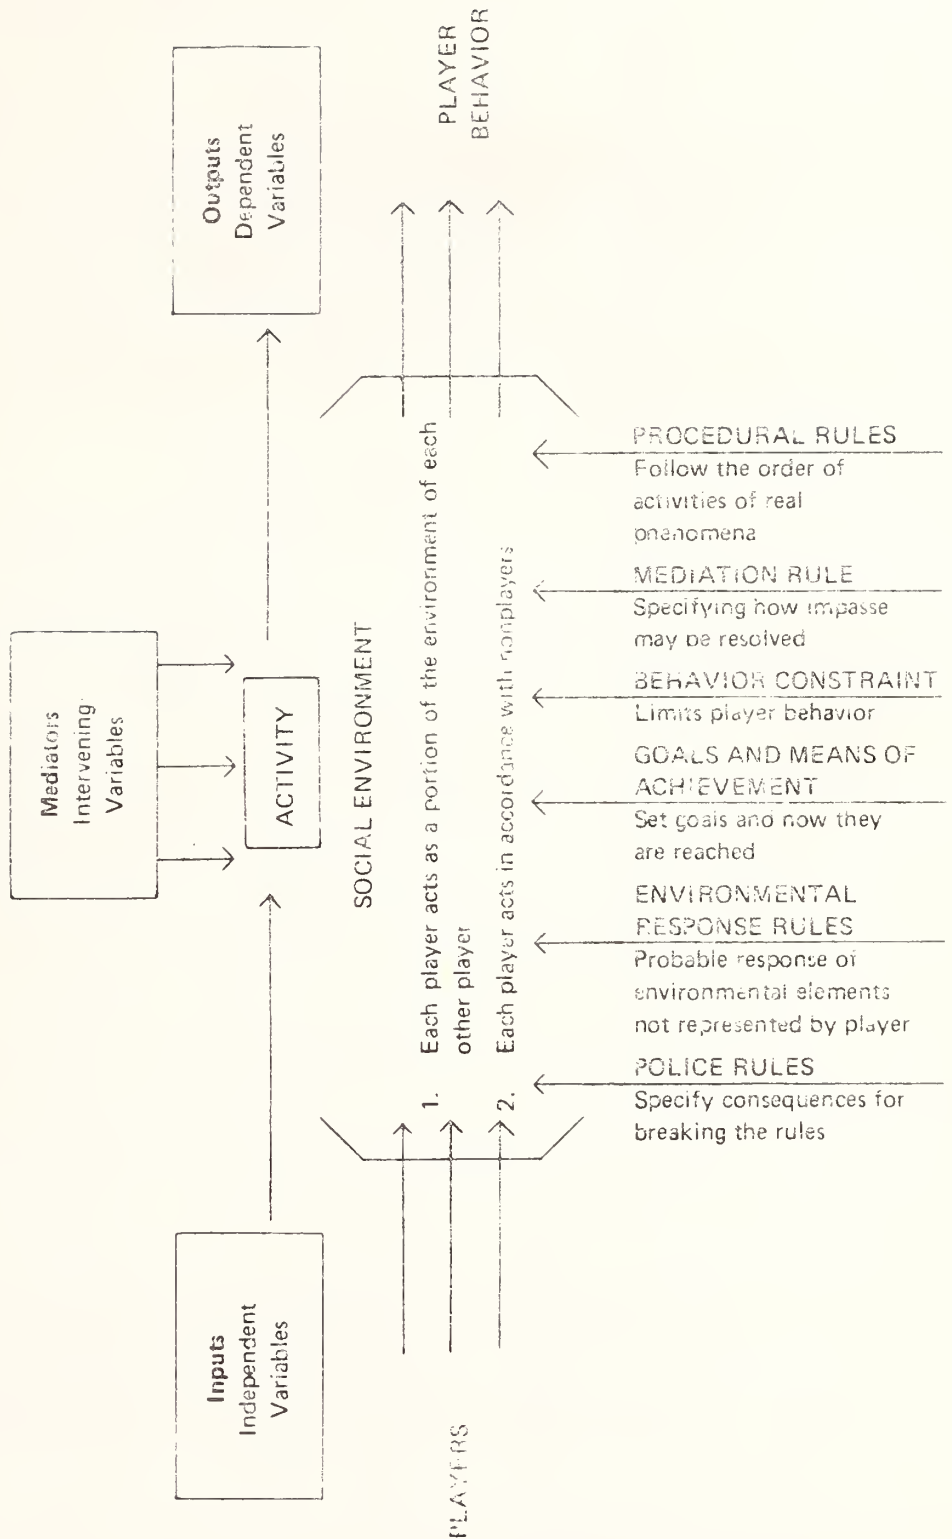 Mediators
Intervening
Variables
Inputs
Independent
Variables
ACTIVITY
Outputs
Dependent
Variables
SOCIAL ENVIRONMENT
PLAYERS
1. Each player acts as a portion of the environment of each
other player
2. Each player acts in accordance with nonplayers
PLAYER
BEHAVIOR
PROCEDURAL RULES
Follow the order of
activities of real
pnanomena
MEDIATION RULE
Specifying how impasse
may be resolved
BEHAVIOR CONSTRAINT
Limits player behavior
GOALS AND MEANS OF
ACHIEVEMENT
Set goals and how they
are reached
ENVIRONMENTAL
RESPONSE RULES
Probable response of
environmental elements
not represented by player
POLICE RULES
Specify consequences for
breaking the rules